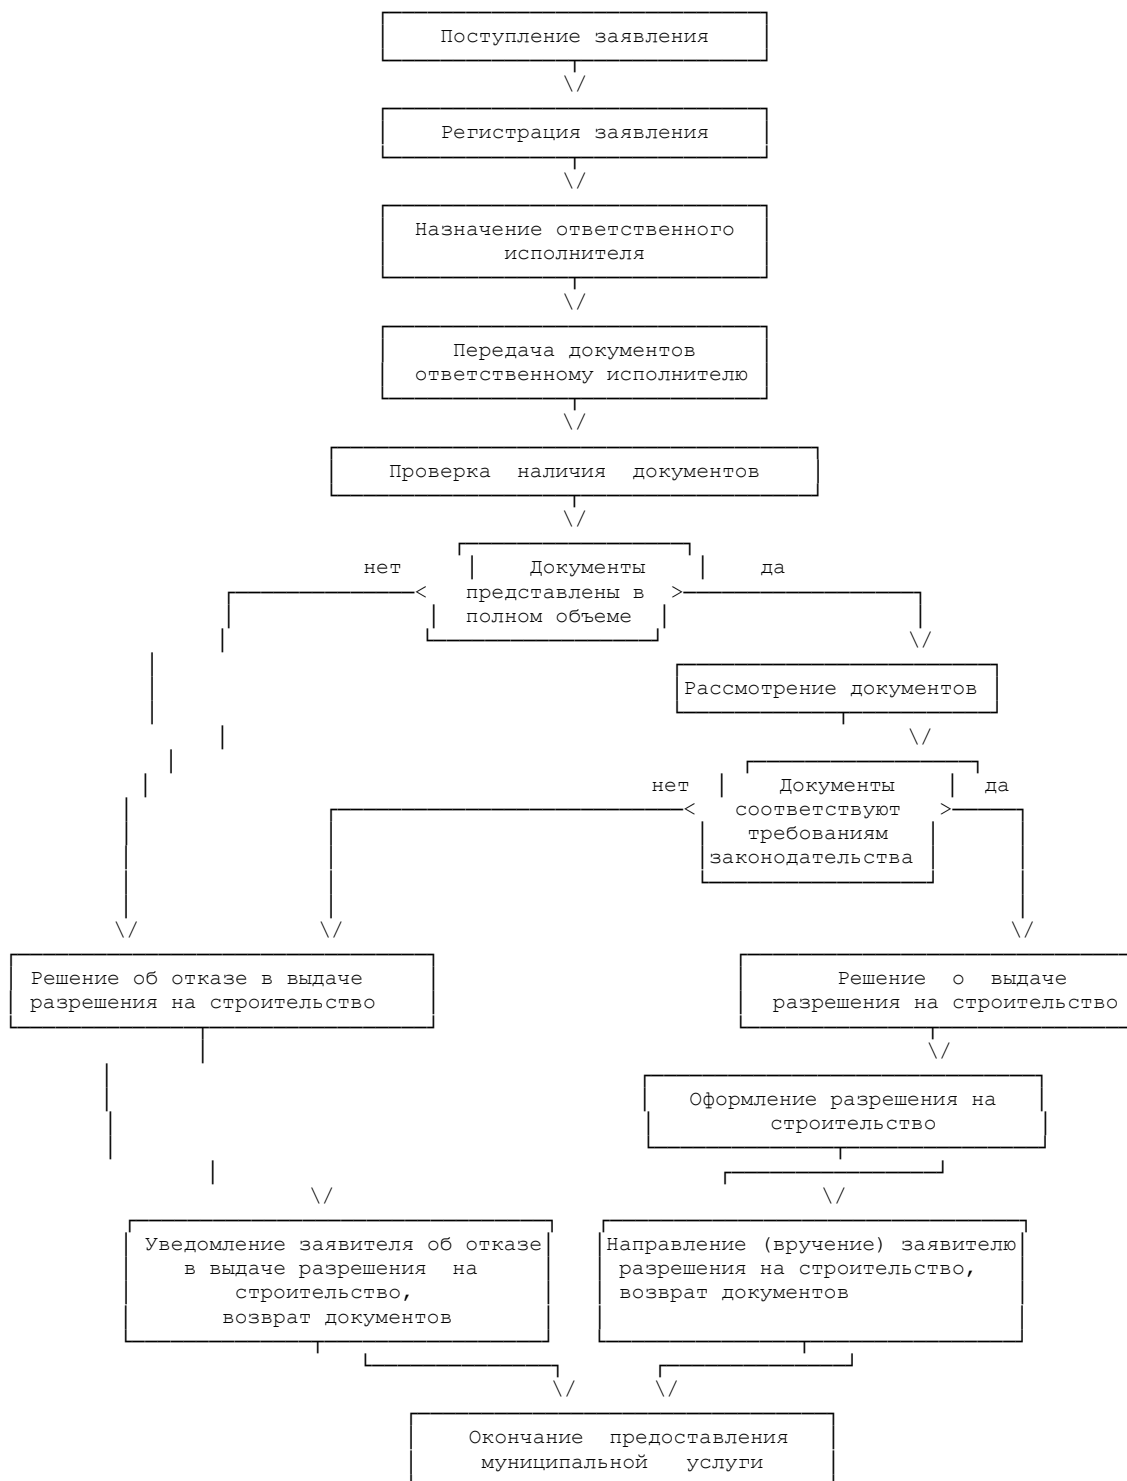 Поступление заявления
Регистрация заявления
Назначение ответственного
исполнителя
Передача документов
ответственному исполнителю
Проверка наличия документов
нет Документы да
представлены в
полном объеме
Рассмотрение документов
нет Документы да
соответствуют
требованиям
законодательства
Решение об отказе в выдаче
разрешения на строительство
Решение о выдаче
разрешения на строительство
Оформление разрешения на
строительство
Уведомление заявителя об отказе
в выдаче разрешения на
строительство,
возврат документов
Направление (вручение) заявителю
разрешения на строительство,
возврат документов
Окончание предоставления
муниципальной услуги